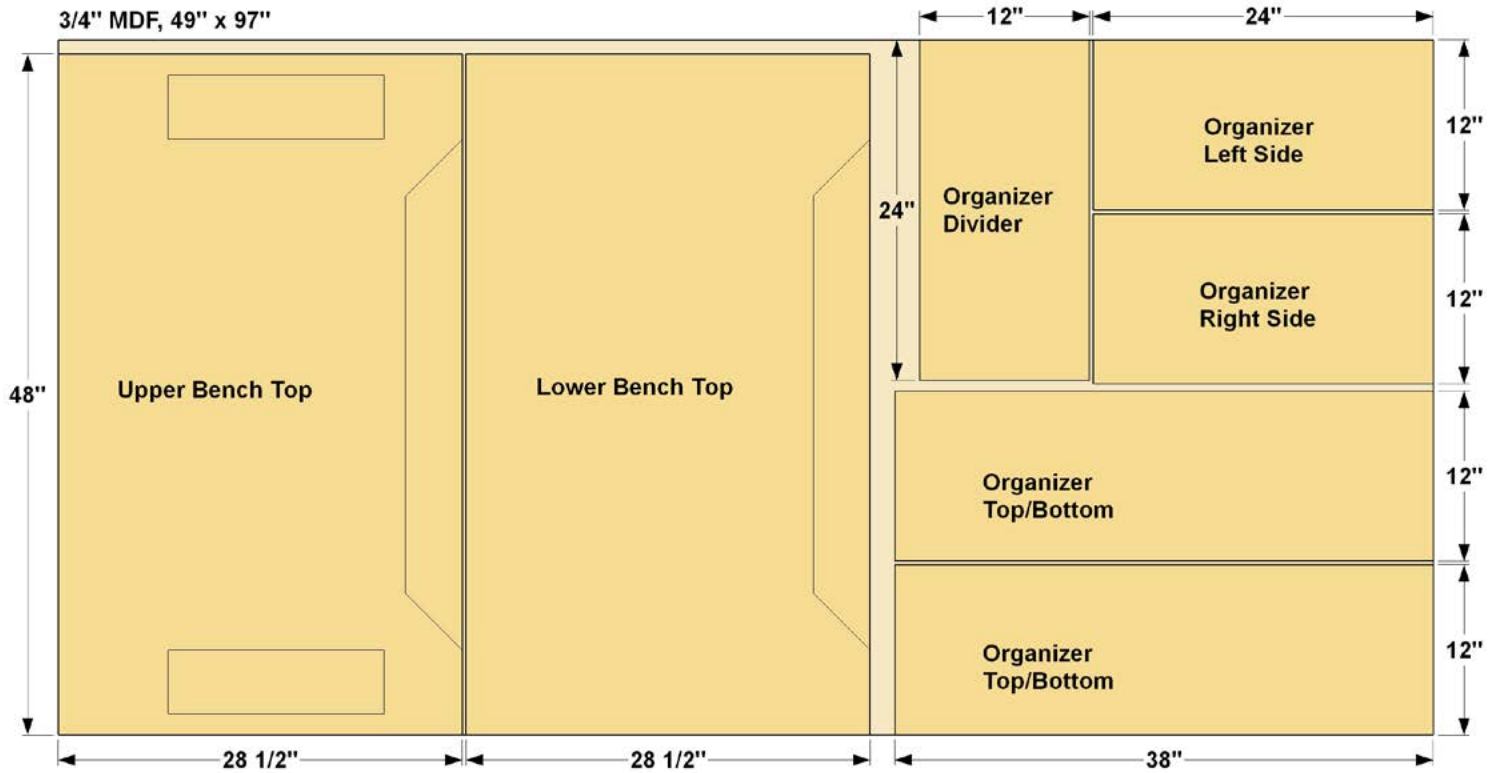 3/4" MDF, 49" x 97"
12"
24"
12"
Organizer
Left Side
24"
Organizer
Divider
12"
Organizer
Right Side
48"
Upper Bench Top
Lower Bench Top
12"
Organizer
Top/Bottom
12"
Organizer
Top/Bottom
28 1/2"
28 1/2"
38"